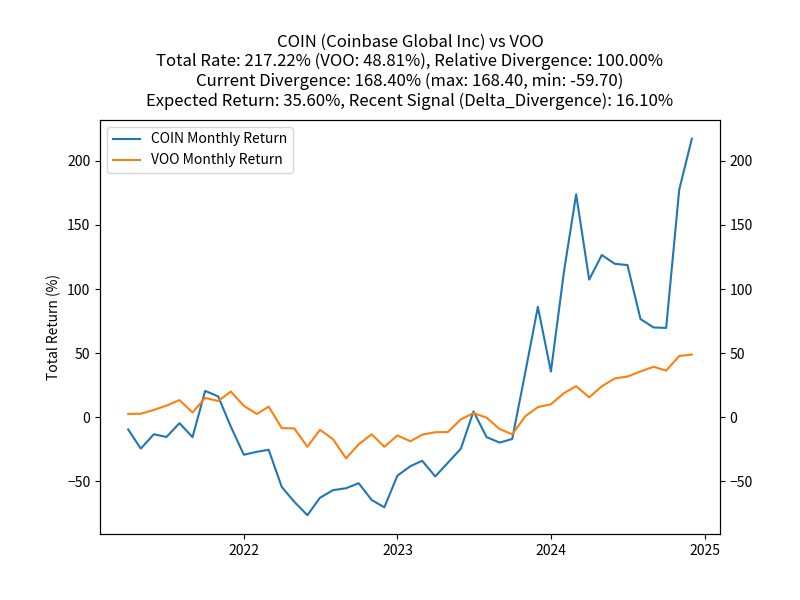 COIN (Coinbase Global Inc) vs VOO
Total Rate: 217.22% (VOO: 48.81%), Relative Divergence: 100.00%
Current Divergence: 168.40% (max: 168.40, min: -59.70)
Expected Return: 35.60%, Recent Signal (Delta_Divergence): 16.10%
COIN Monthly Return
VOO Monthly Return
Total Return (%)
200
150
100
50
0
−50
200
150
100
50
0
−50
2022
2023
2024
2025